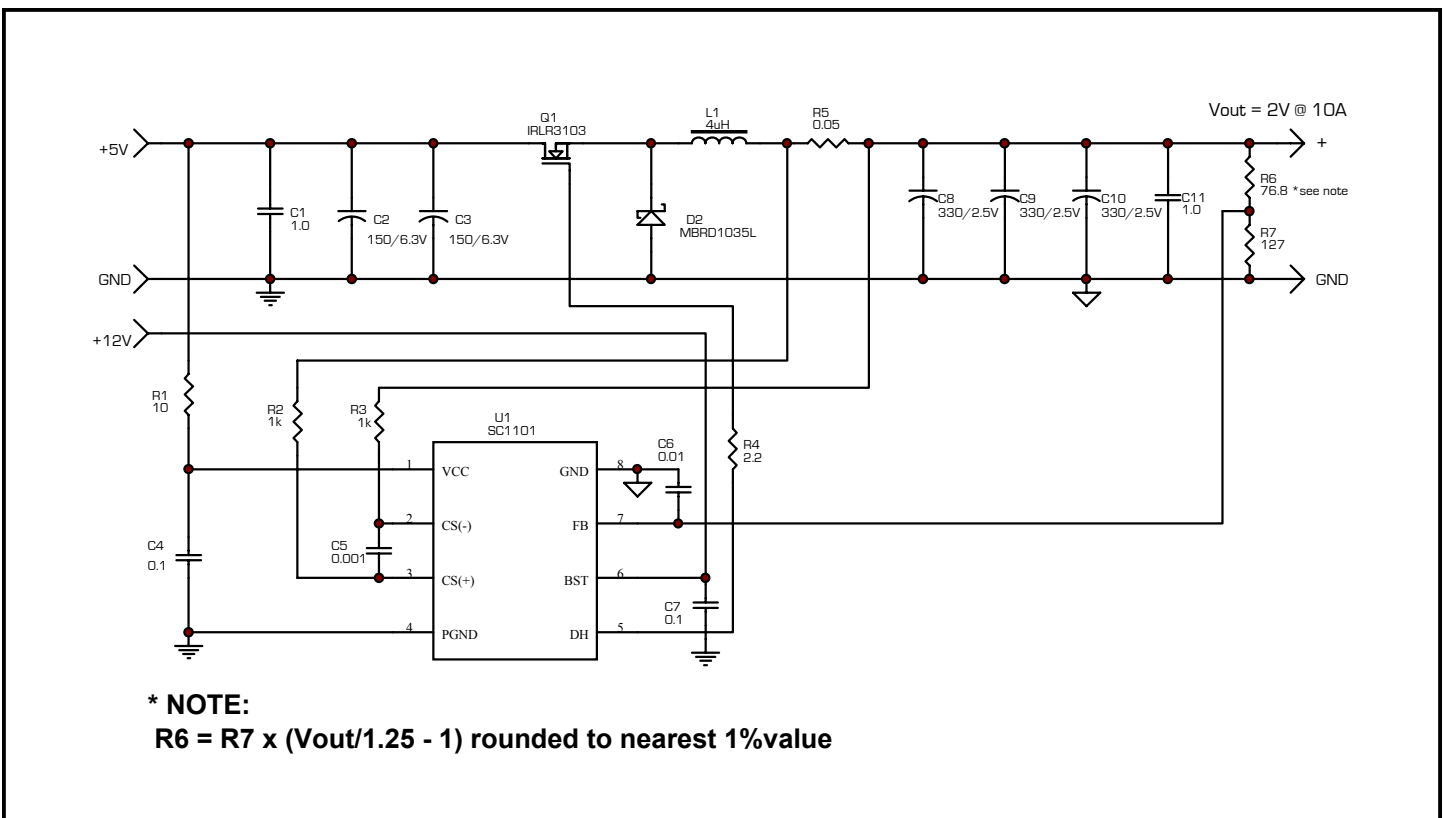 Vout = 2V @ 10A
Q1
IRLR3103
L1
4uH
R5
0.05
+5V
+
R6
76.8 *see note
C1
1.0
C2
150/6.3V
C3
150/6.3V
D2
MBRD1035L
C8
330/2.5V
C9
330/2.5V
C10
330/2.5V
C11
1.0
R7
127
GND
GND
+12V
R1
10
R2
1k
R3
1k
U1
SC1101
R4
2.2
C6
0.01
1
VCC
GND
8
2
CS(-)
FB
7
C5
0.001
C4
0.1
3
CS(+)
BST
6
C7
0.1
4
PGND
DH
5
* NOTE:
R6 = R7 x (Vout/1.25 - 1) rounded to nearest 1%value